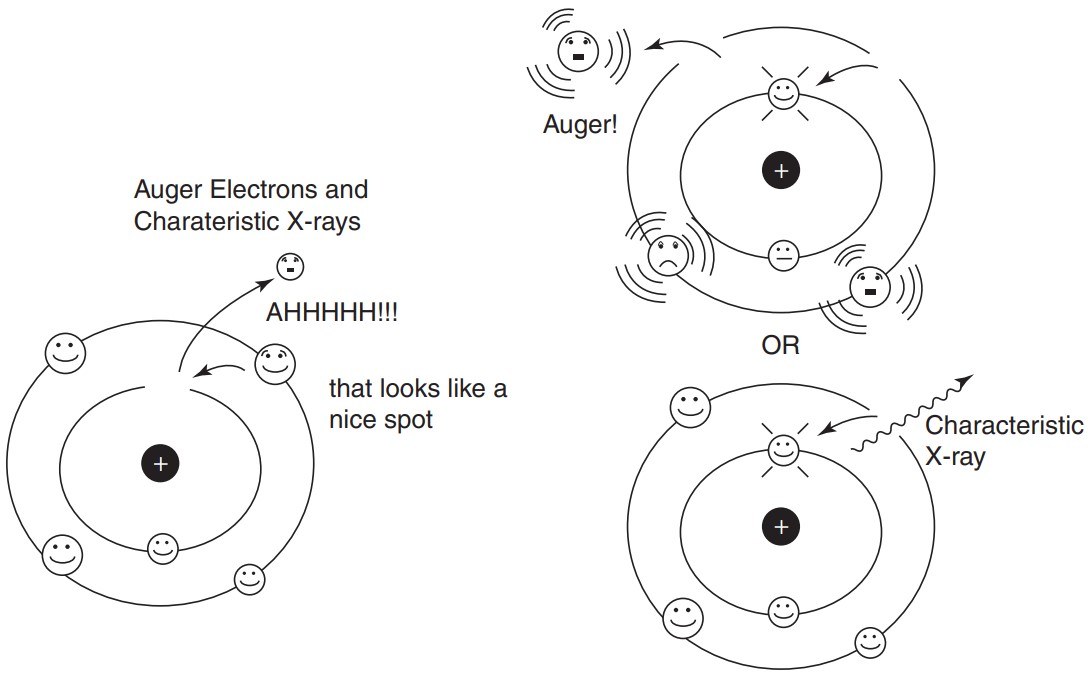 Auger Electrons and
Charateristic X-rays
AHHHHH!!!
that looks like a
nice spot
+
Auger!
+
OR
Characteristic
X-ray
+